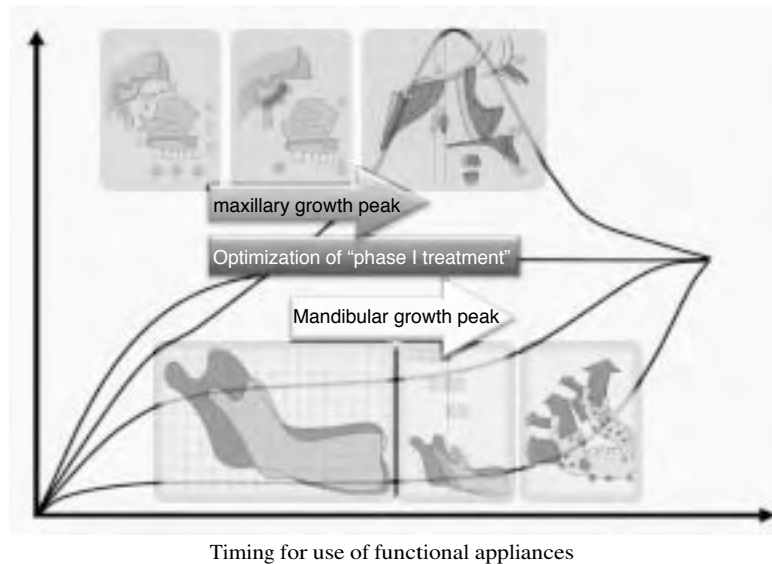 maxillary growth peak
Optimization of “phase I treatment”
Mandibular growth peak
Timing for use of functional appliances